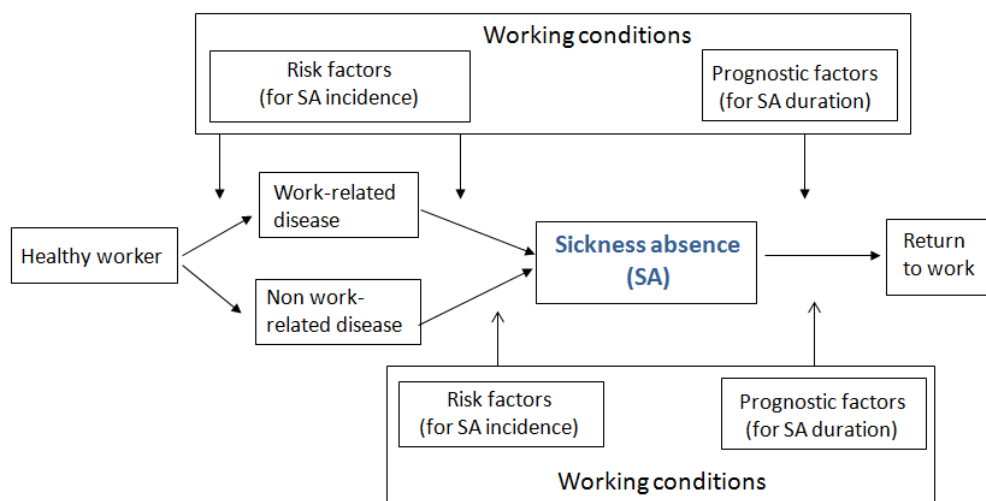 Working conditions
Risk factors
(for SA incidence)
Prognostic factors
(for SA duration)
Healthy worker
Work-related
disease
Non work-
related disease
Sickness absence
(SA)
Return
to work
Risk factors
(for SA incidence)
Prognostic factors
(for SA duration)
Working conditions